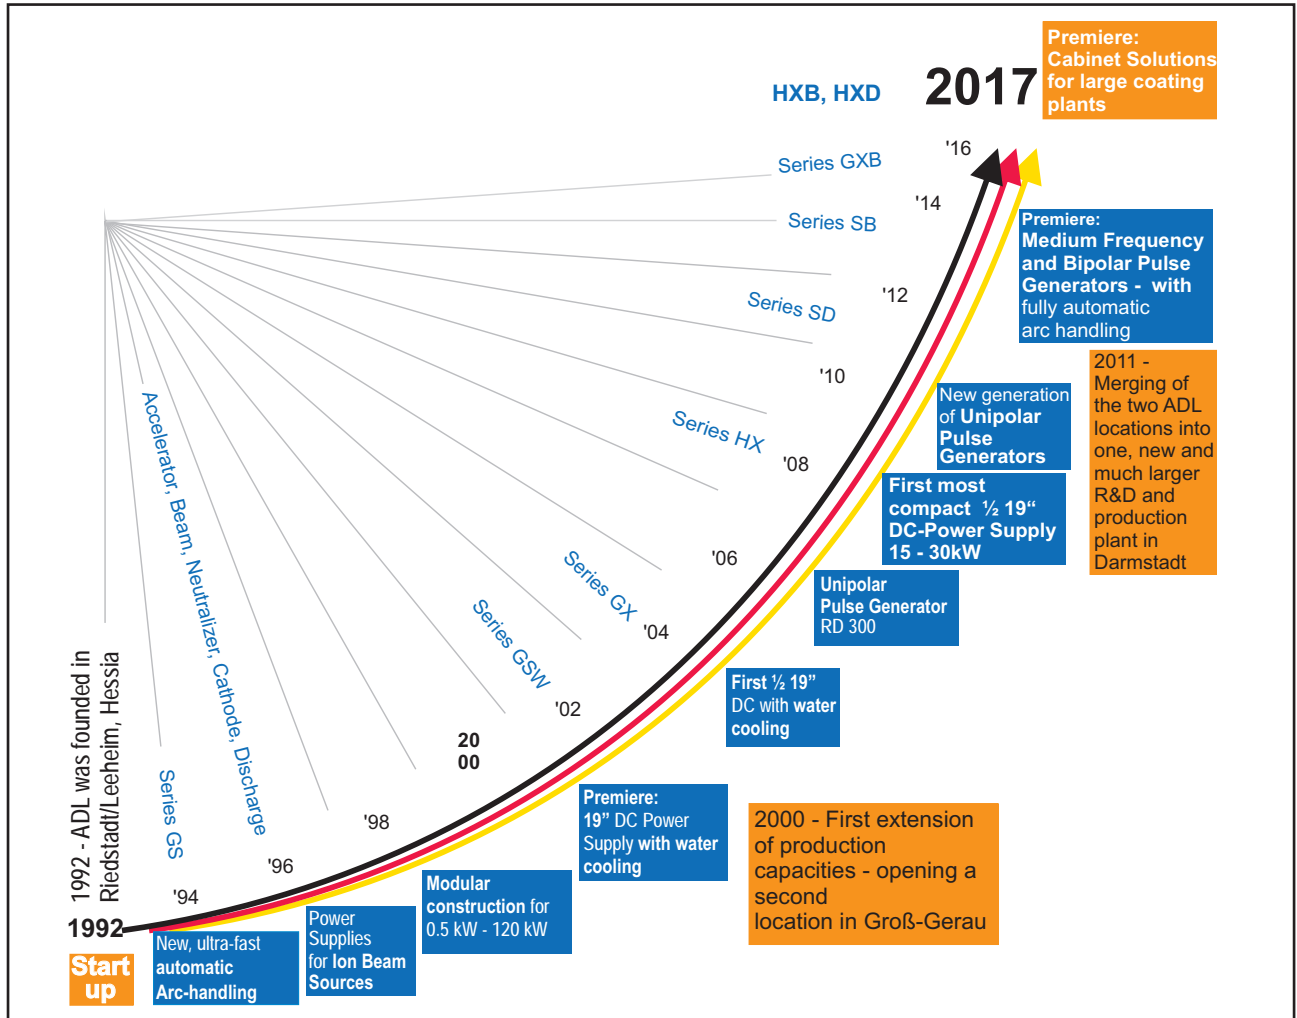 Premiere:
Cabinet Solutions
for large coating
plants
2017
HXB, HXD
'16
Series GXB
'14
Series SB
Premiere:
Medium Frequency
and Bipolar Pulse
Generators - with
fully automatic
arc handling
'12
Series SD
'10
2011 -
Merging of
the two ADL
locations into
one, new and
much larger
R&D and
production
plant in
Darmstadt
New generation
of Unipolar
Pulse
Generators
Series HX
'08
First most
compact ½ 19“
DC-Power Supply
15 - 30kW
'06
Unipolar
Pulse Generator
RD 300
Series GX
'04
First ½ 19”
DC with water
cooling
Series GSW
'02
20
00
Premiere:
19” DC Power
Supply with water
cooling
2000 - First extension
of production
capacities - opening a
second
location in Groß-Gerau
'98
Modular
construction for
0.5 kW - 120 kW
Accelerator, Beam, Neutralizer, Cathode, Discharge
'96
Power
Supplies
for Ion Beam
Sources
Series GS
'94
New, ultra-fast
automatic
Arc-handling
1992 - ADL was founded in
Riedstadt/Leeheim, Hessia
1992
Start
up